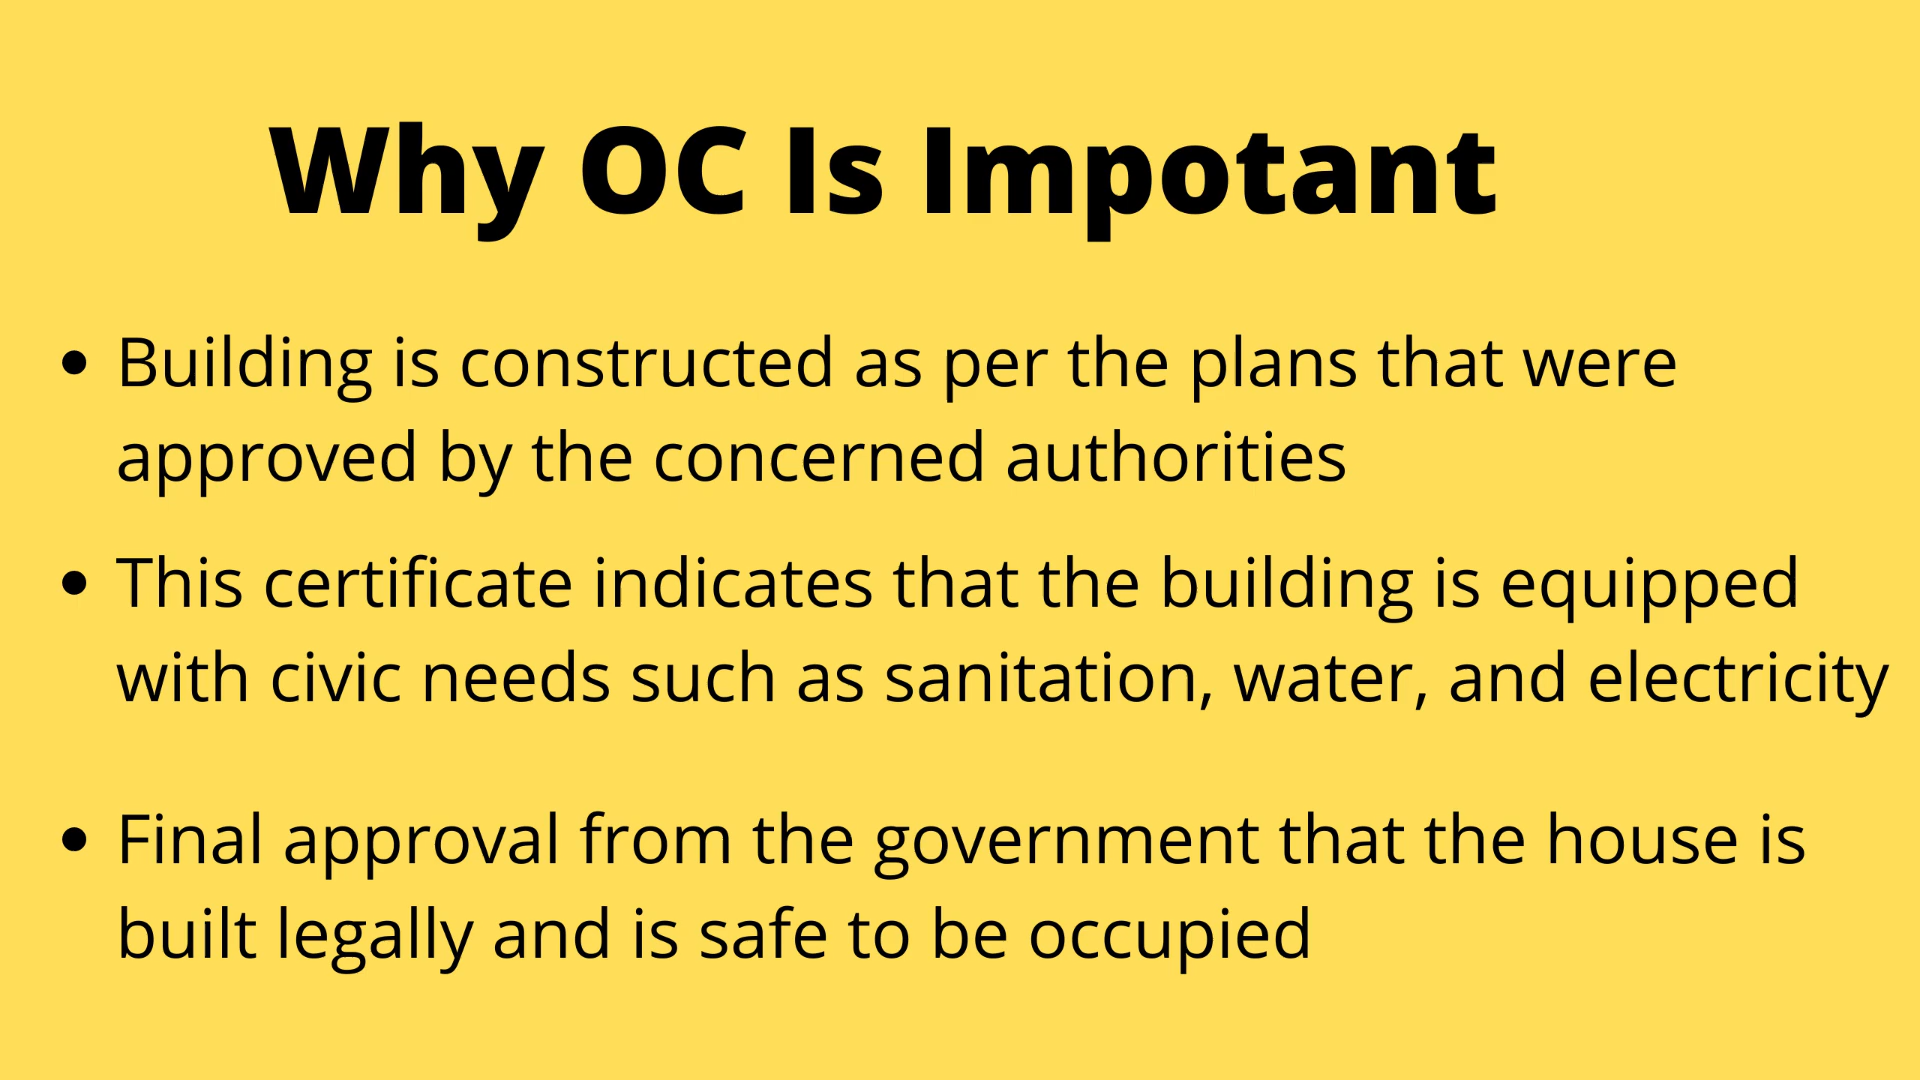 Why OC Is Impotant
• Building is constructed as per the plans that were
approved by the concerned authorities
• This certificate indicates that the building is equipped
with civic needs such as sanitation, water, and electricity
• Final approval from the government that the house is
built legally and is safe to be occupied